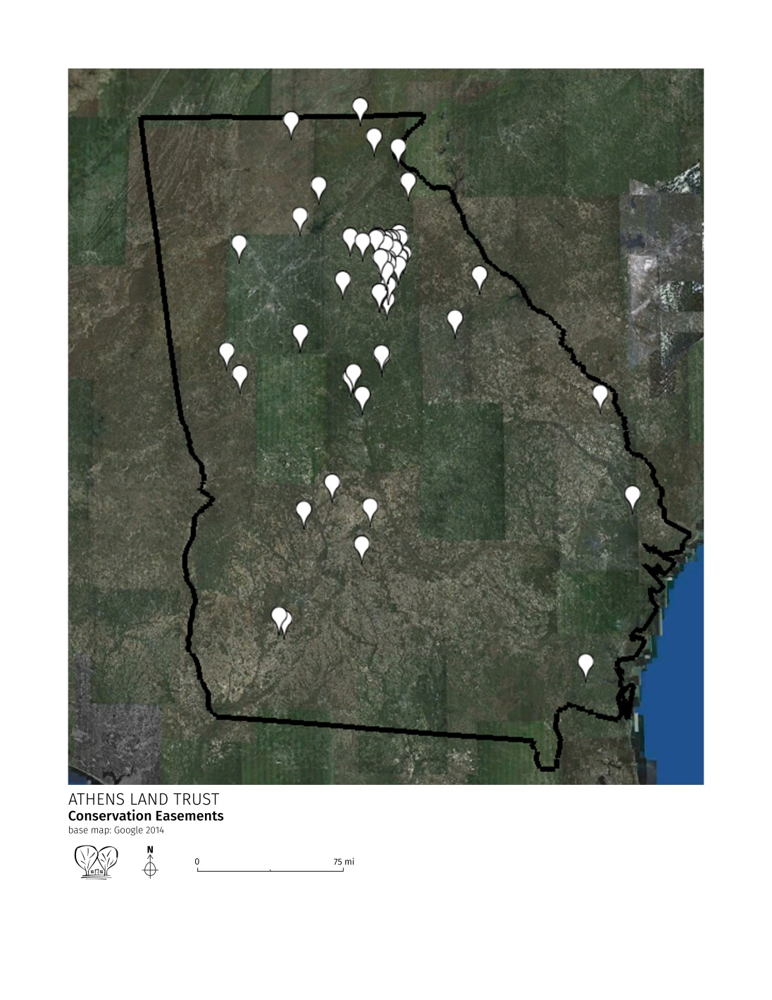 ATHENS LAND TRUST
Conservation Easements
base map: Google 2014
N
0 75 mi